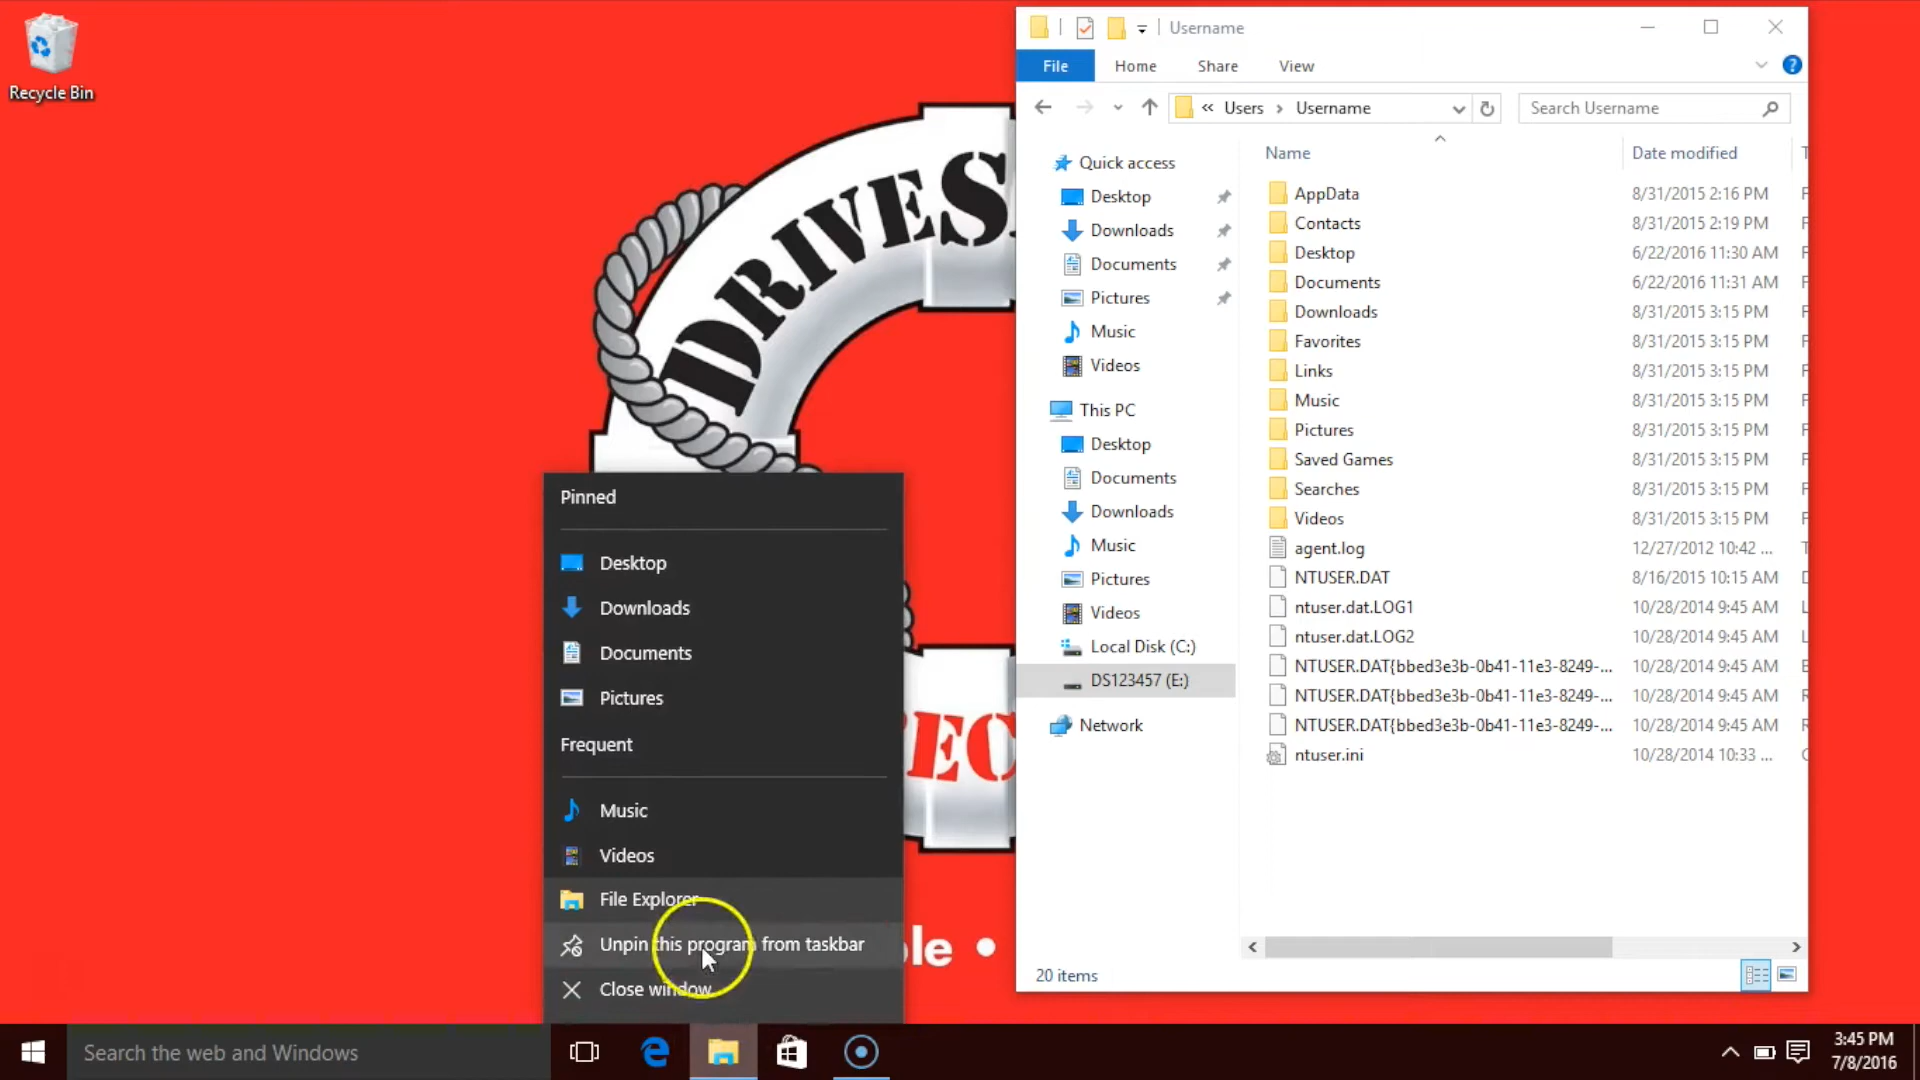 Recycle Bin
DRIVES
EC
le •
Pinned
Desktop
Downloads
Documents
Pictures
Frequent
Music
Videos
File Explorer
Unpin this program from taskbar
Close window
Username
File Home Share View
« Users › Username
Search Username
Quick access
Desktop
Downloads
Documents
Pictures
Music
Videos
This PC
Desktop
Documents
Downloads
Music
Pictures
Videos
Local Disk (C:)
DS123457 (E:)
Network
Name Date modified T
AppData 8/31/2015 2:16 PM F
Contacts 8/31/2015 2:19 PM F
Desktop 6/22/2016 11:30 AM F
Documents 6/22/2016 11:31 AM F
Downloads 8/31/2015 3:15 PM F
Favorites 8/31/2015 3:15 PM F
Links 8/31/2015 3:15 PM F
Music 8/31/2015 3:15 PM F
Pictures 8/31/2015 3:15 PM F
Saved Games 8/31/2015 3:15 PM F
Searches 8/31/2015 3:15 PM F
Videos 8/31/2015 3:15 PM F
agent.log 12/27/2012 10:42 ... T
NTUSER.DAT 8/16/2015 10:15 AM D
ntuser.dat.LOG1 10/28/2014 9:45 AM L
ntuser.dat.LOG2 10/28/2014 9:45 AM L
NTUSER.DAT{bbed3e3b-0b41-11e3-8249-... 10/28/2014 9:45 AM B
NTUSER.DAT{bbed3e3b-0b41-11e3-8249-... 10/28/2014 9:45 AM R
NTUSER.DAT{bbed3e3b-0b41-11e3-8249-... 10/28/2014 9:45 AM R
ntuser.ini 10/28/2014 10:33 ... C
20 items
Search the web and Windows
3:45 PM
7/8/2016